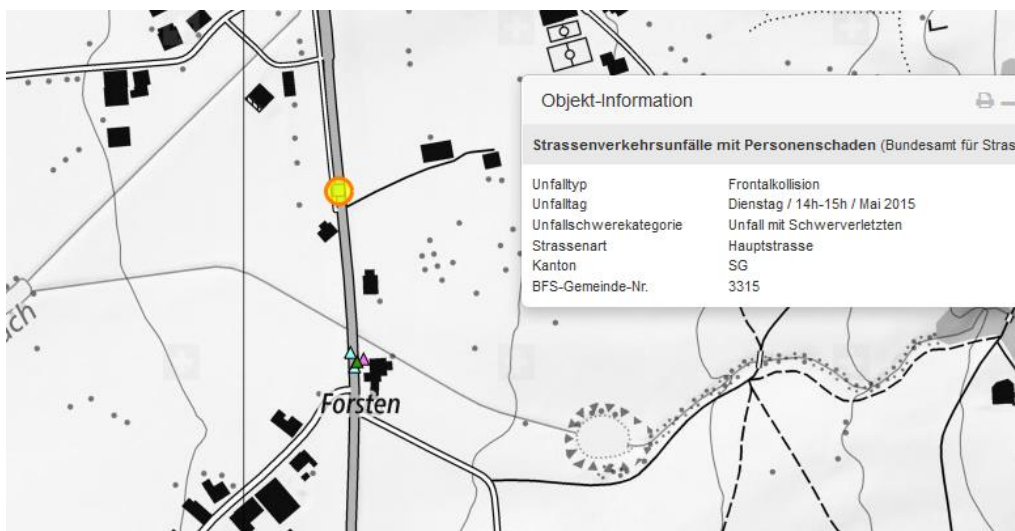 Objekt-Information
Strassenverkehrsunfälle mit Personenschaden (Bundesamt für Stras
Unfalltyp Frontalkollision
Unfalltag Dienstag / 14h-15h / Mai 2015
Unfallschwerekategorie Unfall mit Schwerverletzten
Strassenart Hauptstrasse
Kanton SG
BFS-Gemeinde-Nr. 3315
ach
Forsten